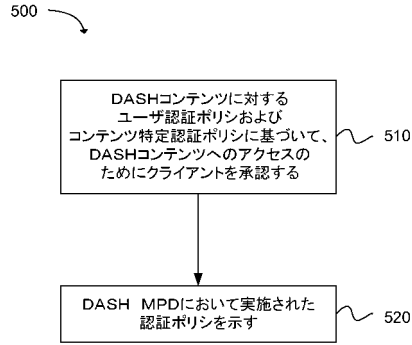 500
DASHコンテンツに対する
ユーザ認証ポリシおよび
コンテンツ特定認証ポリシに基づいて、
DASHコンテンツへのアクセスの
ためにクライアントを承認する
510
DASH MPDにおいて実施された
認証ポリシを示す
520